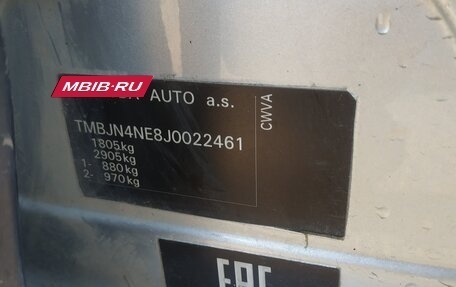 MBIB.RU
AUTO a.s.
TMBJN4NE8J0022461
1805kg
2905kg
1- 880kg
2- 970kg
CWVA
EAC